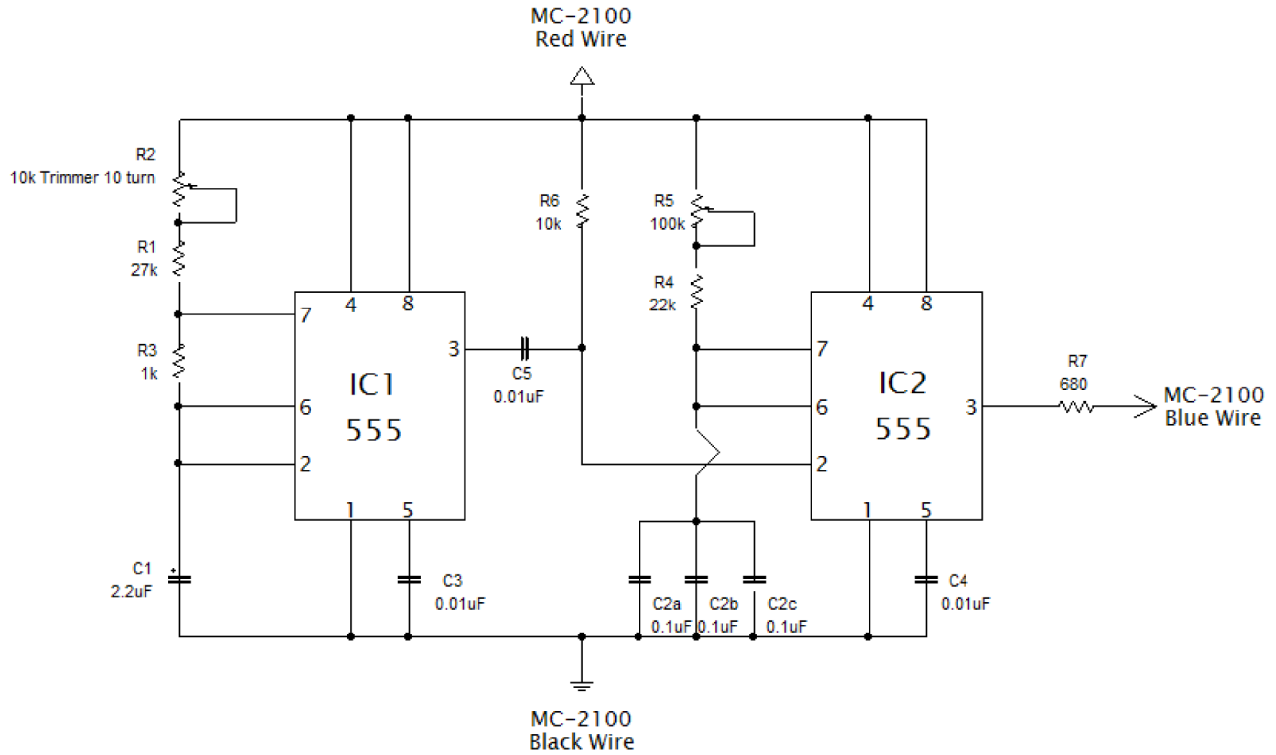 MC-2100
Red Wire
R2
10k Trimmer 10 turn
R1
27k
R3
1k
C1
2.2uF
7
6
2
4
8
3
1
5
IC1
555
C3
0.01uF
C5
0.01uF
R6
10k
R5
100k
R4
22k
C2a
0.1uF
C2b
0.1uF
C2c
0.1uF
7
6
2
4
8
3
1
5
IC2
555
C4
0.01uF
R7
680
MC-2100
Blue Wire
MC-2100
Black Wire